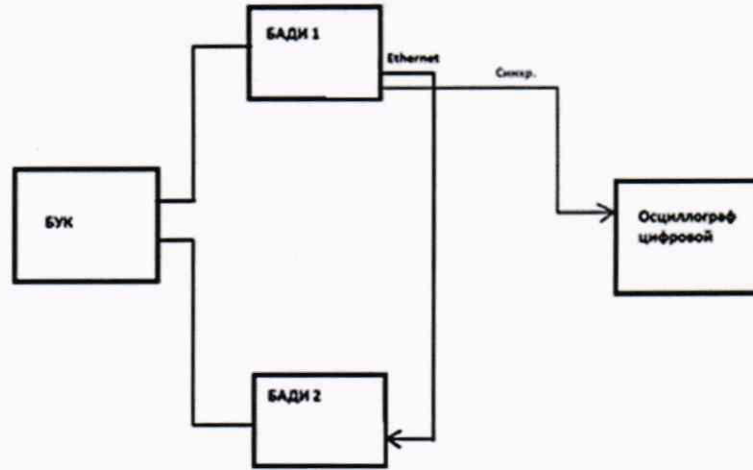 БАДИ 1
Ethernet
Синхр.
БУК
Осциллограф
цифровой
БАДИ 2